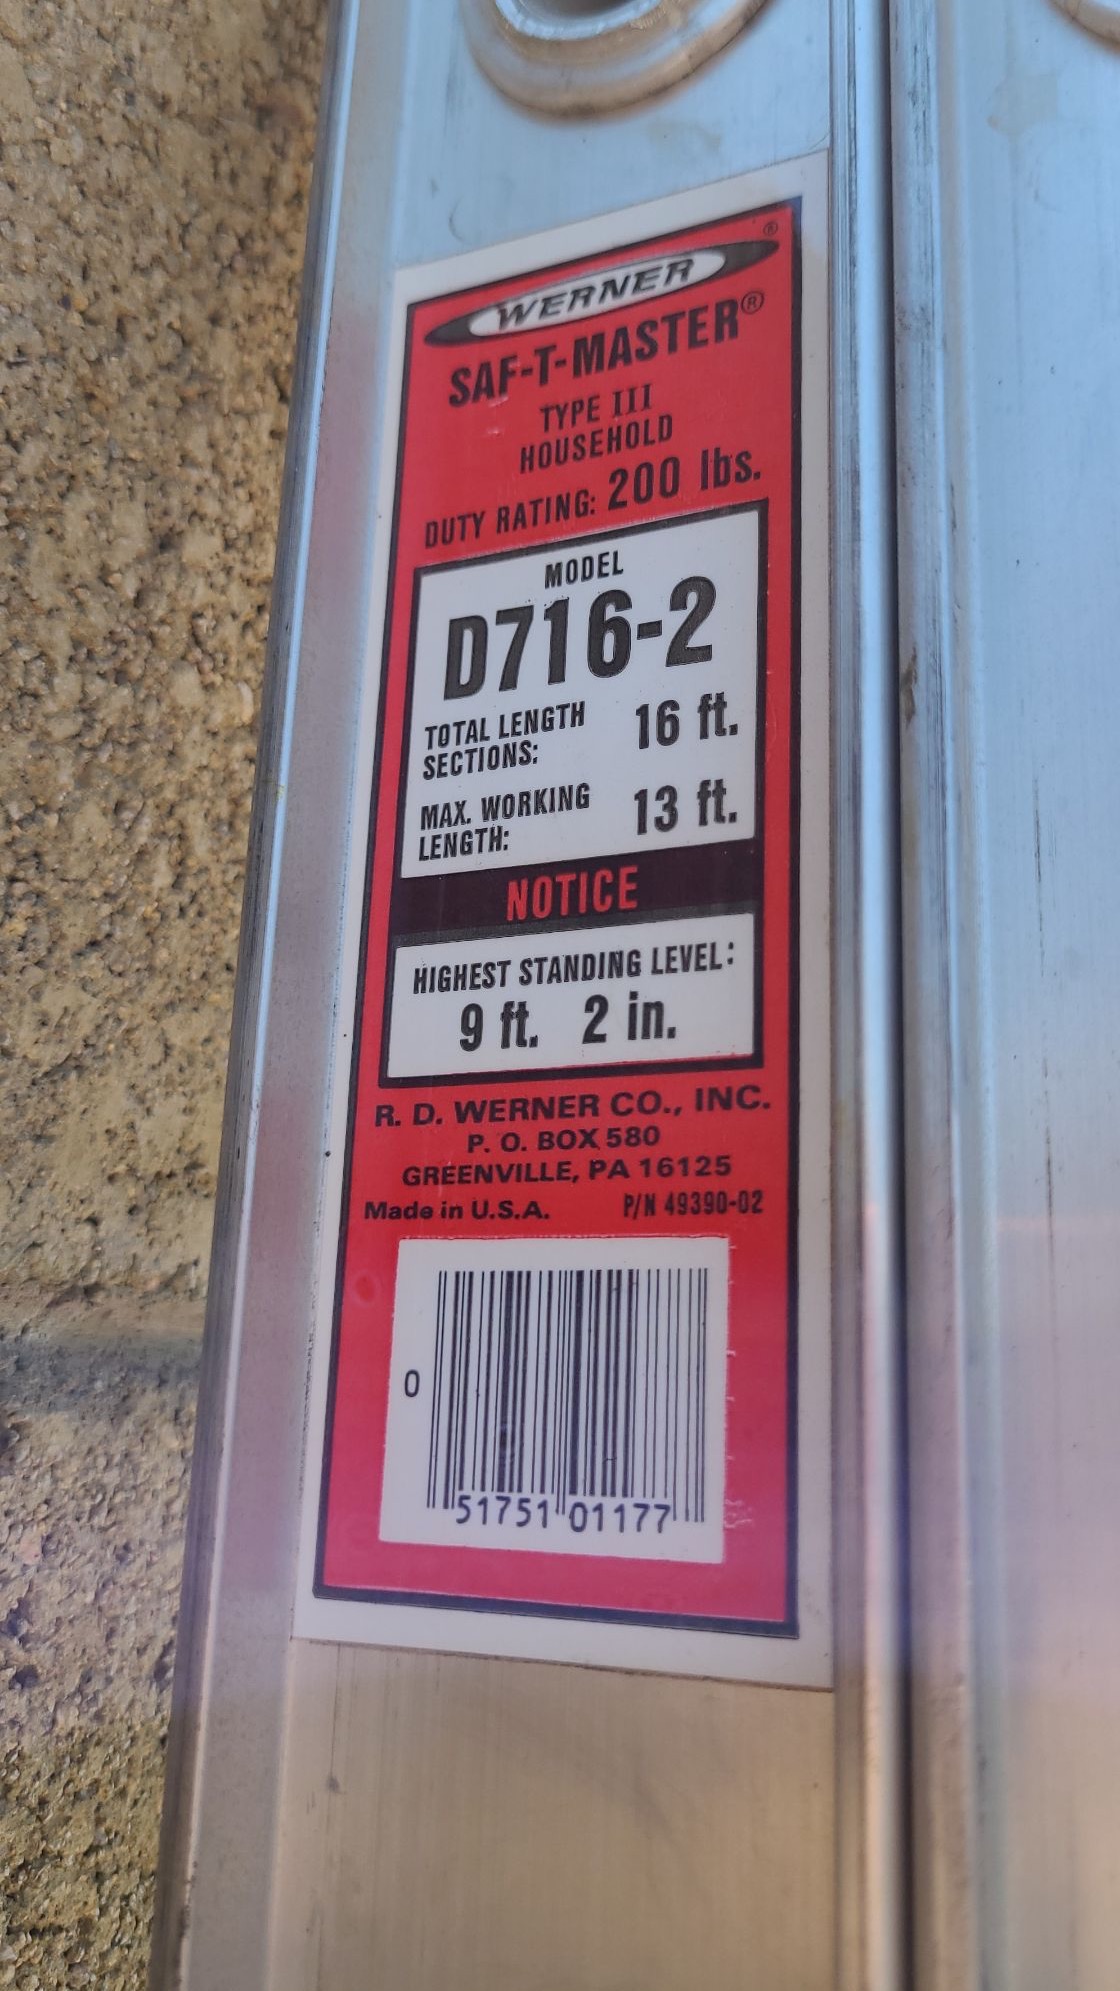 WERNER®
SAF-T-MASTER®
TYPE III
HOUSEHOLD
DUTY RATING: 200 lbs.
MODEL
D716-2
TOTAL LENGTH SECTIONS: 16 ft.
MAX. WORKING LENGTH: 13 ft.
NOTICE
HIGHEST STANDING LEVEL:
9 ft. 2 in.
R. D. WERNER CO., INC.
P. O. BOX 580
GREENVILLE, PA 16125
Made in U.S.A. P/N 49390-02
0 51751 01177